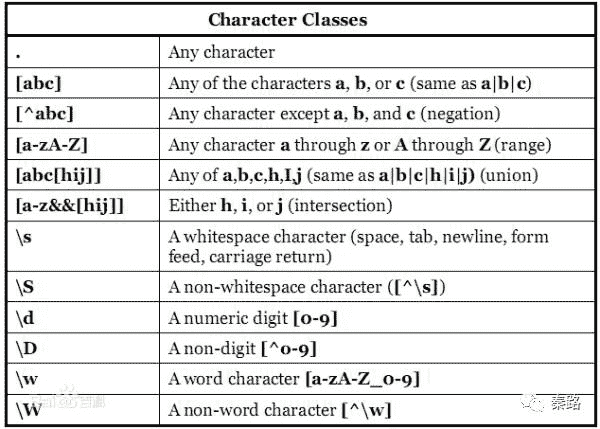 Character Classes
. Any character
[abc] Any of the characters a, b, or c (same as a|b|c)
[^abc] Any character except a, b, and c (negation)
[a-zA-Z] Any character a through z or A through Z (range)
[abc[hij]] Any of a,b,c,h,I,j (same as a|b|c|h|i|j) (union)
[a-z&&[hij]] Either h, i, or j (intersection)
\s A whitespace character (space, tab, newline, form
feed, carriage return)
\S A non-whitespace character ([^\s])
\d A numeric digit [0-9]
\D A non-digit [^0-9]
\w A word character [a-zA-Z_0-9]
\W A non-word character [^\w]
Bai 百科
秦路